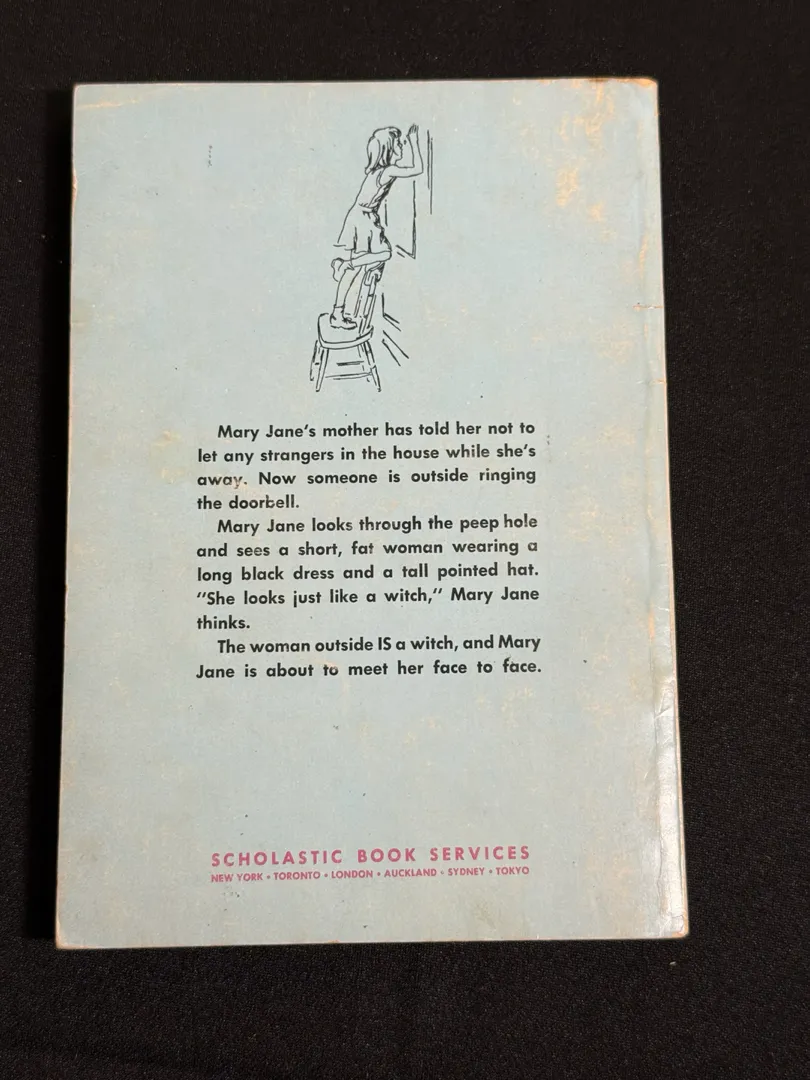 Mary Jane's mother has told her not to
let any strangers in the house while she's
away. Now someone is outside ringing
the doorbell.
Mary Jane looks through the peep hole
and sees a short, fat woman wearing a
long black dress and a tall pointed hat.
"She looks just like a witch," Mary Jane
thinks.
The woman outside IS a witch, and Mary
Jane is about to meet her face to face.
SCHOLASTIC BOOK SERVICES
NEW YORK • TORONTO • LONDON • AUCKLAND • SYDNEY • TOKYO